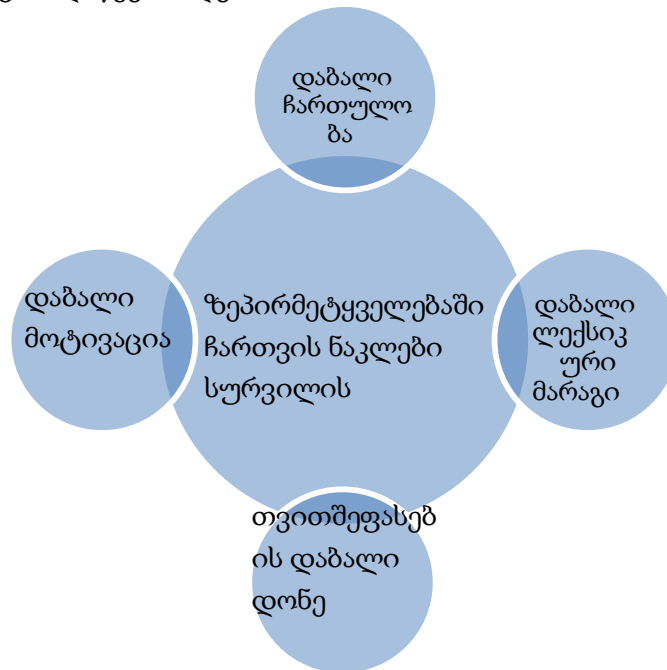 დაბალი
ჩართულო
ბა
დაბალი
მოტივაცია
ზეპირმეტყველებაში
ჩართვის ნაკლები
სურვილის
დაბალი
ლექსიკ
ური
მარაგი
თვითშეფასებ
ის დაბალი
დონე